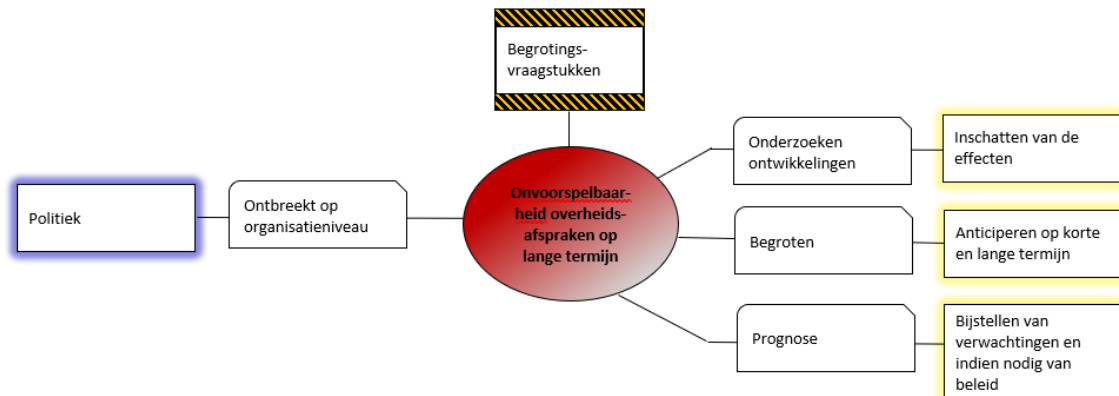 Begrotings-
vraagstukken
Onderzoeken
ontwikkelingen
Inschatten van de
effecten
Politiek
Ontbreekt op
organisatieniveau
Onvoorspelbaar-
heid overheids-
afspraken op
lange termijn
Begroten
Anticiperen op korte
en lange termijn
Prognose
Bijstellen van
verwachtingen en
indien nodig van
beleid